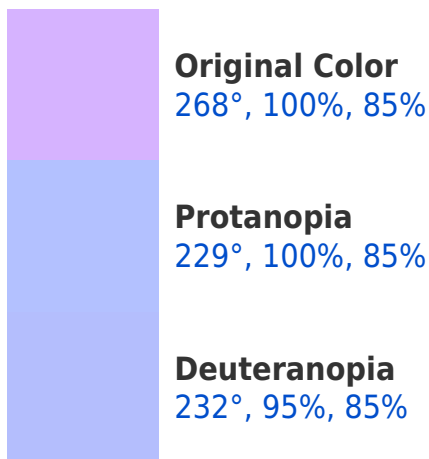 Original Color
268°, 100%, 85%
Protanopia
229°, 100%, 85%
Deuteranopia
232°, 95%, 85%